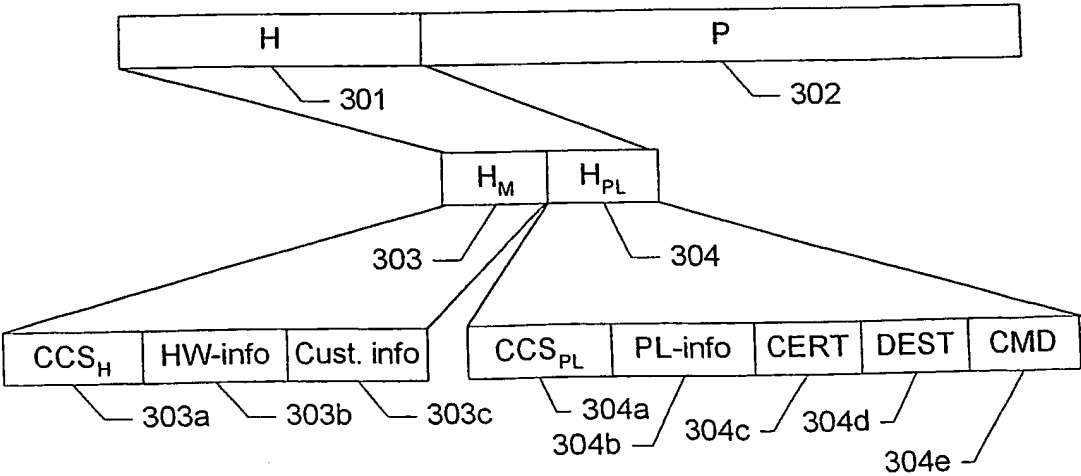 H P
301 302
H_M H_PL
303 304
CCS_H HW-info Cust. info CCS_PL PL-info CERT DEST CMD
303a 303b 303c 304a 304b 304c 304d 304e